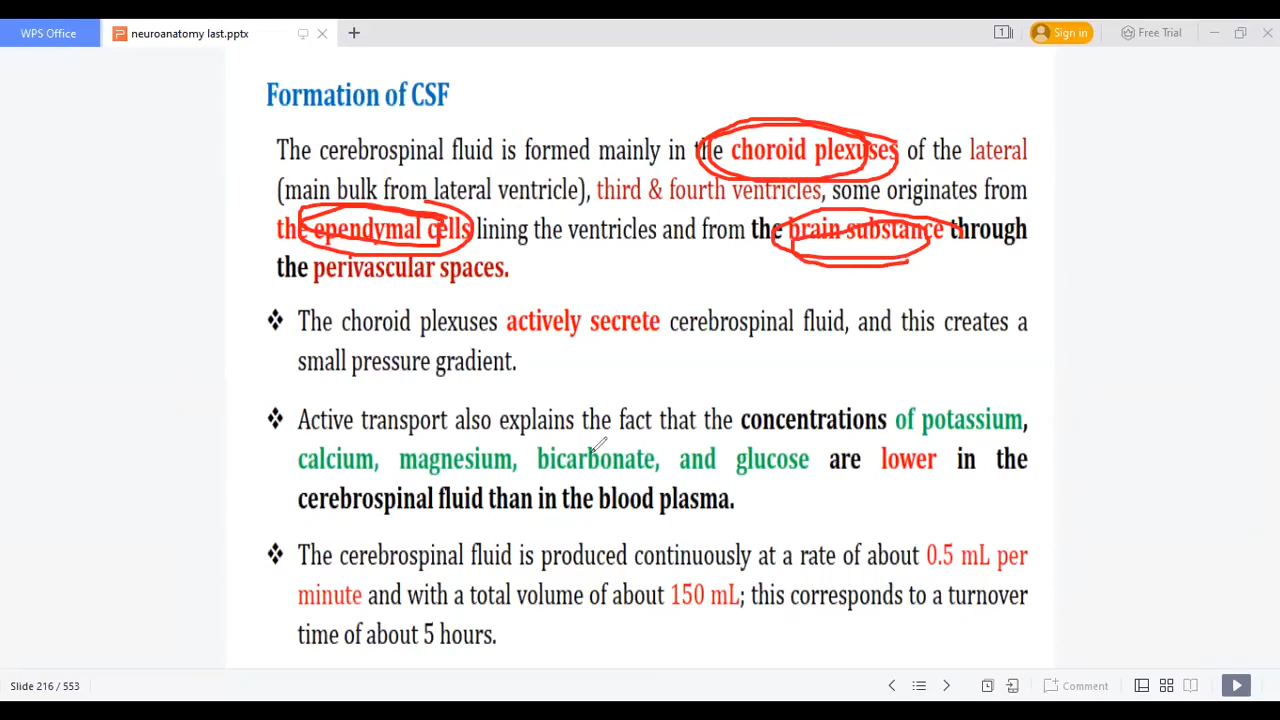 WPS Office
neuroanatomy last.pptx
1
Sign in
Free Trial
Formation of CSF
The cerebrospinal fluid is formed mainly in the choroid plexuses of the lateral
(main bulk from lateral ventricle), third & fourth ventricles, some originates from
the ependymal cells lining the ventricles and from the brain substance through
the perivascular spaces.
❖ The choroid plexuses actively secrete cerebrospinal fluid, and this creates a
small pressure gradient.
❖ Active transport also explains the fact that the concentrations of potassium,
calcium, magnesium, bicarbonate, and glucose are lower in the
cerebrospinal fluid than in the blood plasma.
❖ The cerebrospinal fluid is produced continuously at a rate of about 0.5 mL per
minute and with a total volume of about 150 mL; this corresponds to a turnover
time of about 5 hours.
Slide 216 / 553
Comment